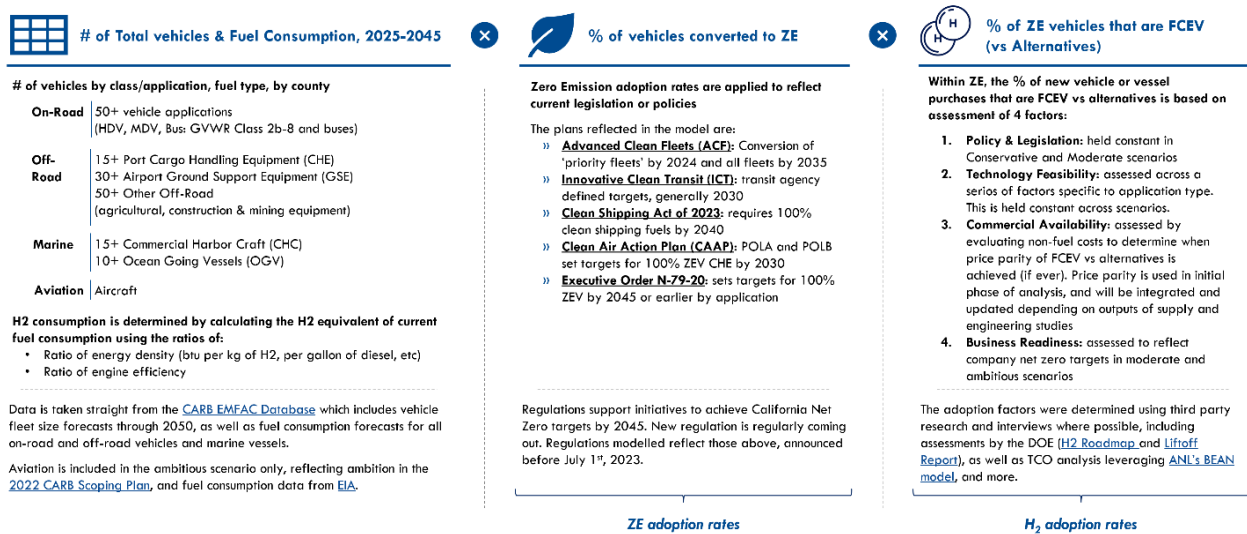 # of Total vehicles & Fuel Consumption, 2025-2045
# of vehicles by class/application, fuel type, by county
On-Road
50+ vehicle applications
(HDV, MDV, Bus: GVWR Class 2b-8 and buses)
Off-
Road
15+ Port Cargo Handling Equipment (CHE)
30+ Airport Ground Support Equipment (GSE)
50+ Other Off-Road
(agricultural, construction & mining equipment)
Marine
15+ Commercial Harbor Craft (CHC)
10+ Ocean Going Vessels (OGV)
Aviation
Aircraft
H2 consumption is determined by calculating the H2 equivalent of current
fuel consumption using the ratios of:
• Ratio of energy density (btu per kg of H2, per gallon of diesel, etc)
• Ratio of engine efficiency
Data is taken straight from the CARB EMFAC Database which includes vehicle
fleet size forecasts through 2050, as well as fuel consumption forecasts for all
on-road and off-road vehicles and marine vessels.
Aviation is included in the ambitious scenario only, reflecting ambition in the
2022 CARB Scoping Plan, and fuel consumption data from EIA.
×
% of vehicles converted to ZE
Zero Emission adoption rates are applied to reflect
current legislation or policies
The plans reflected in the model are:
» Advanced Clean Fleets (ACF): Conversion of
'priority fleets' by 2024 and all fleets by 2035
» Innovative Clean Transit (ICT): transit agency
defined targets, generally 2030
» Clean Shipping Act of 2023: requires 100%
clean shipping fuels by 2040
» Clean Air Action Plan (CAAP): POLA and POLB
set targets for 100% ZEV CHE by 2030
» Executive Order N-79-20: sets targets for 100%
ZEV by 2045 or earlier by application
Regulations support initiatives to achieve California Net
Zero targets by 2045. New regulation is regularly coming
out. Regulations modelled reflect those above, announced
before July 1st, 2023.
ZE adoption rates
×
H H
% of ZE vehicles that are FCEV
(vs Alternatives)
Within ZE, the % of new vehicle or vessel
purchases that are FCEV vs alternatives is based on
assessment of 4 factors:
1. Policy & Legislation: held constant in
Conservative and Moderate scenarios
2. Technology Feasibility: assessed across a
series of factors specific to application type.
This is held constant across scenarios.
3. Commercial Availability: assessed by
evaluating non-fuel costs to determine when
price parity of FCEV vs alternatives is
achieved (if ever). Price parity is used in initial
phase of analysis, and will be integrated and
updated depending on outputs of supply and
engineering studies
4. Business Readiness: assessed to reflect
company net zero targets in moderate and
ambitious scenarios
The adoption factors were determined using third party
research and interviews where possible, including
assessments by the DOE (H2 Roadmap and Liftoff
Report), as well as TCO analysis leveraging ANL's BEAN
model, and more.
H2 adoption rates